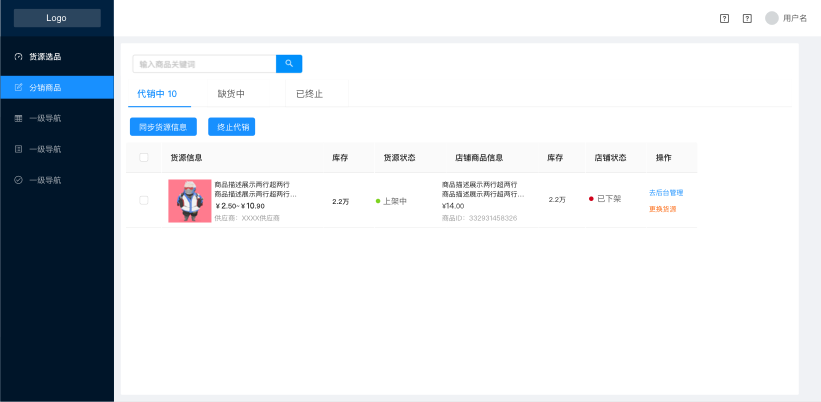 Logo
用户名
货源选品
分销商品
一级导航
一级导航
一级导航
输入商品关键词
代销中 10 缺货中 已终止
同步货源信息 终止代销
货源信息 库存 货源状态 店铺商品信息 库存 店铺状态 操作
商品描述展示两行超两行
商品描述展示两行超两行...
¥2.50~¥10.90
供应商：XXXX供应商
2.2万
上架中
商品描述展示两行超两行
商品描述展示两行超两行...
¥14.00
商品ID：332931458326
2.2万
已下架
去后台管理
更换货源